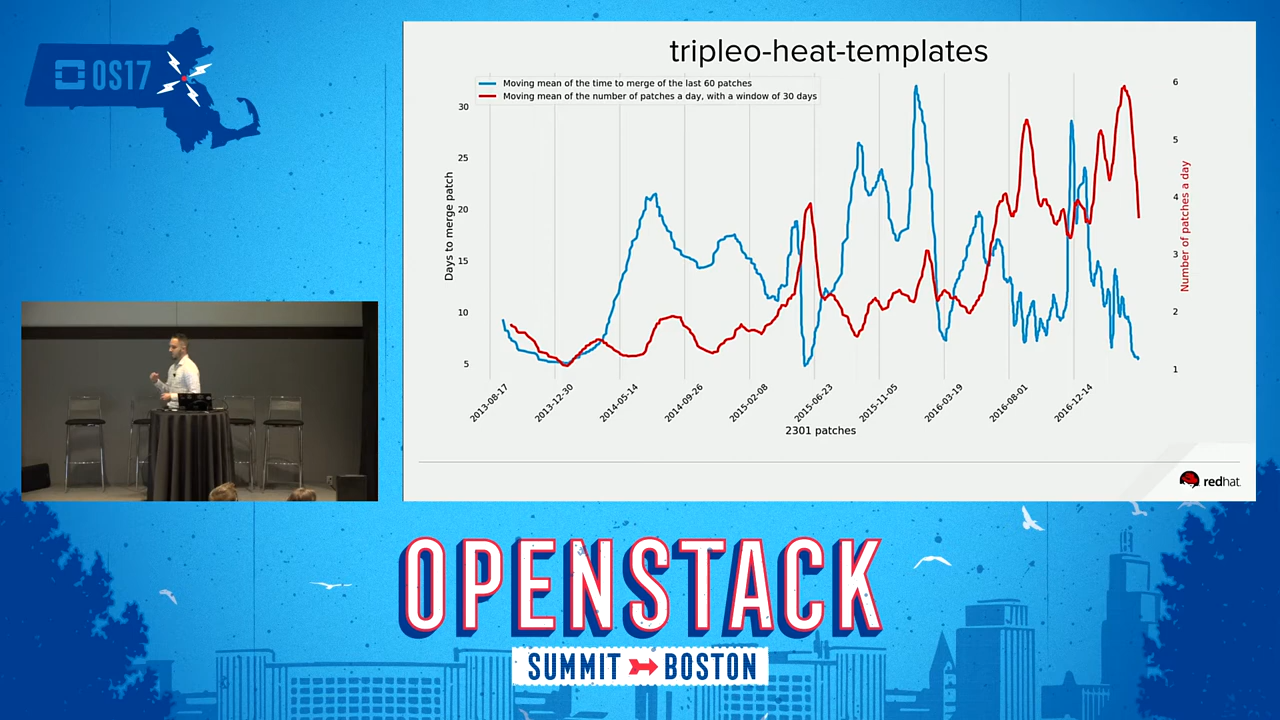 OS17
tripleo-heat-templates
Moving mean of the time to merge of the last 60 patches
Moving mean of the number of patches a day, with a window of 30 days
Days to merge patch
30
25
20
15
10
5
6
5
4
3
2
1
Number of patches a day
2013-08-17
2013-12-30
2014-05-14
2014-09-26
2015-02-08
2015-06-23
2015-11-05
2016-03-19
2016-08-01
2016-12-14
2301 patches
redhat.
OPENSTACK
SUMMIT BOSTON